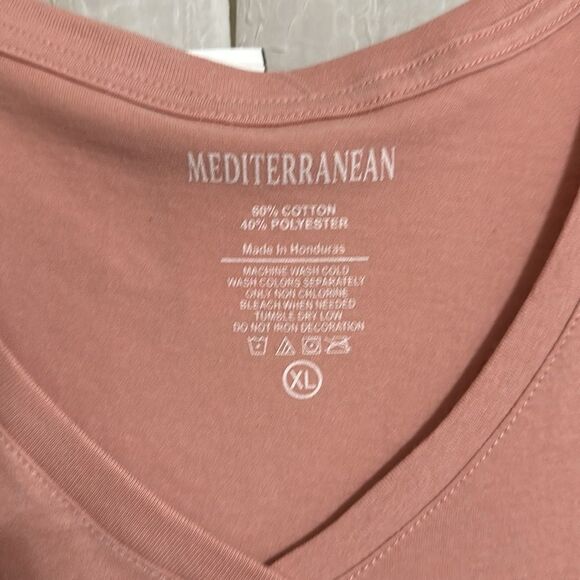 MEDITERRANEAN
60% COTTON
40% POLYESTER
Made in Honduras
MACHINE WASH COLD
WASH COLORS SEPARATELY
ONLY NON CHLORINE
BLEACH WHEN NEEDED
TUMBLE DRY LOW
DO NOT IRON DECORATION
XL